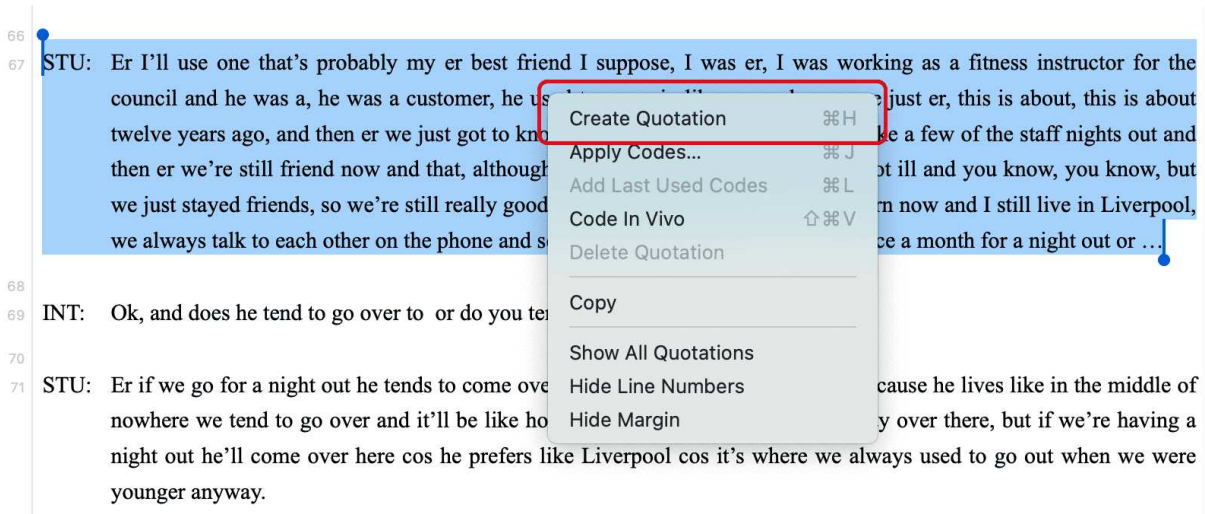 66
67 STU: Er I’ll use one that’s probably my er best friend I suppose, I was er, I was working as a fitness instructor for the
council and he was a, he was a customer, he just er, this is about, this is about
twelve years ago, and then er we just got to a few of the staff nights out and
then er we’re still friend now and that, although ill and you know, you know, but
we just stayed friends, so we’re still really good now and I still live in Liverpool,
we always talk to each other on the phone and a month for a night out or …
68
69 INT: Ok, and does he tend to go over to or do you
70
71 STU: Er if we go for a night out he tends to come he lives like in the middle of
nowhere we tend to go over and it’ll be like over there, but if we’re having a
night out he’ll come over here cos he prefers like Liverpool cos it’s where we always used to go out when we were
younger anyway.
Create Quotation ⌘H
Apply Codes... ⌘J
Add Last Used Codes ⌘L
Code In Vivo ⇧⌘V
Delete Quotation
Copy
Show All Quotations
Hide Line Numbers
Hide Margin